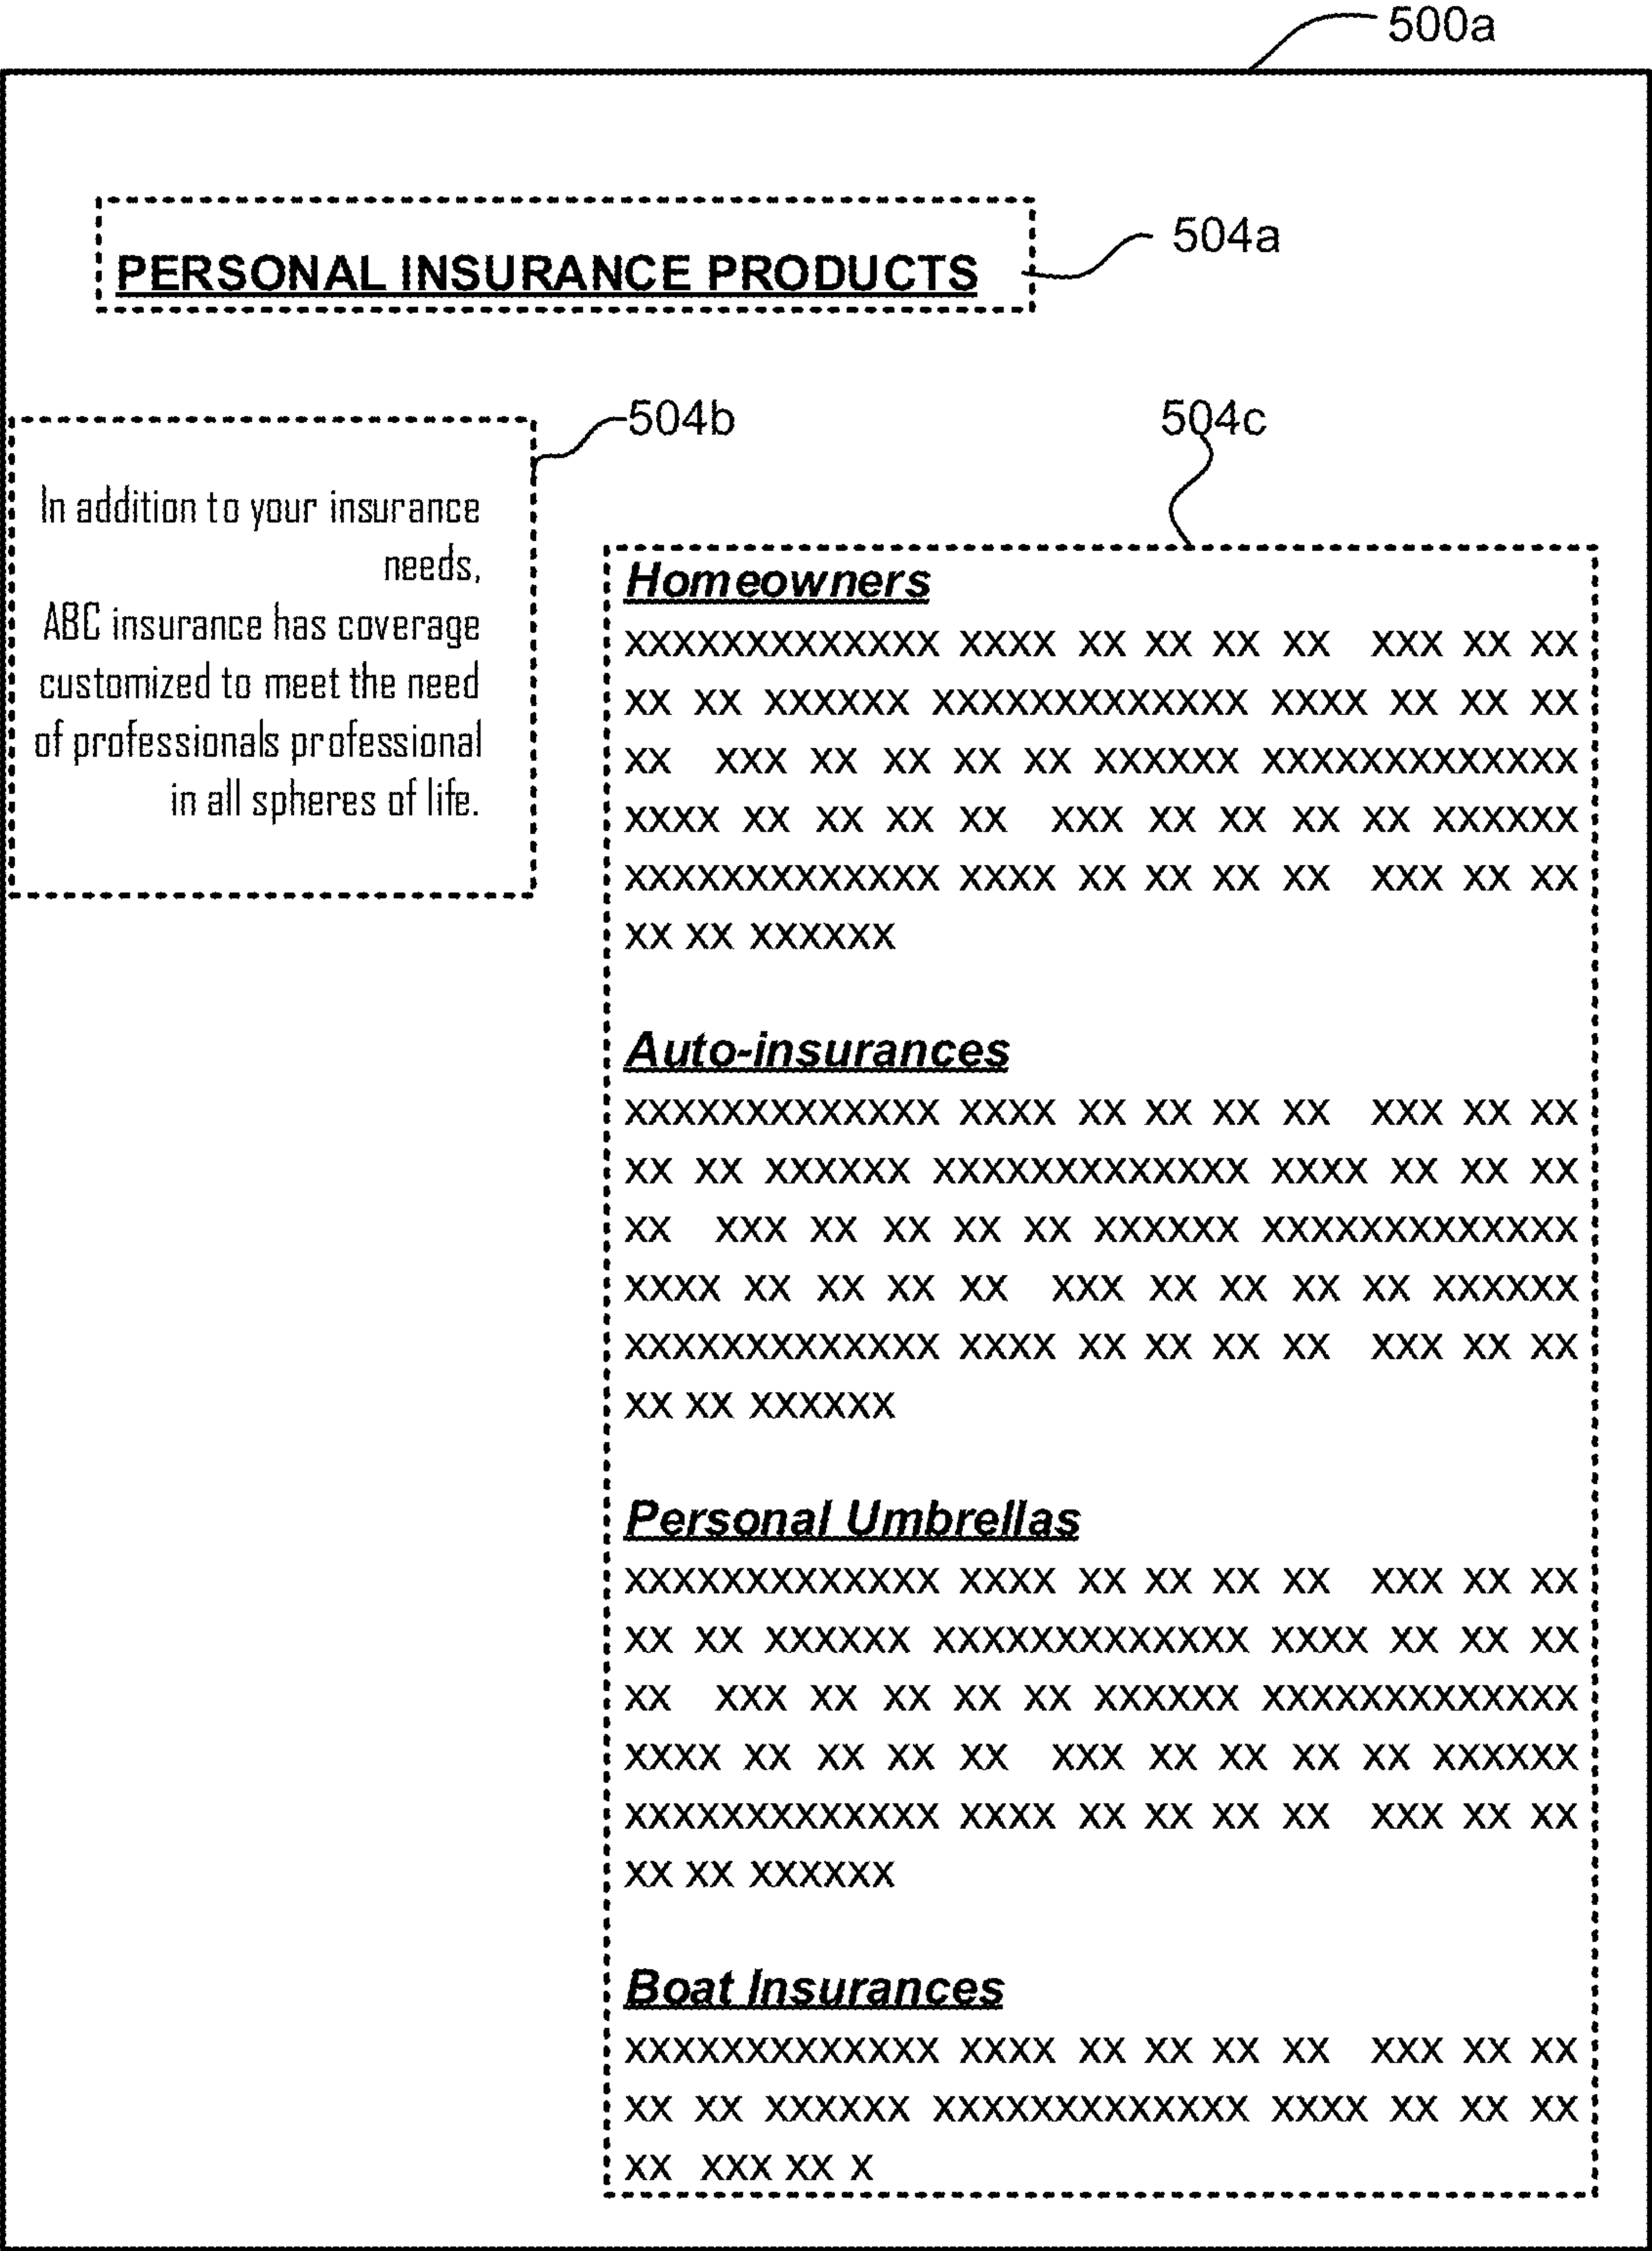 500a
504a
PERSONAL INSURANCE PRODUCTS
504b
504c
In addition to your insurance
needs,
ABC insurance has coverage
customized to meet the need
of professionals professional
in all spheres of life.
Homeowners
XXXXXXXXXXXXX XXXX XX XX XX XX XXX XX XX
XX XX XXXXXX XXXXXXXXXXXXX XXXX XX XX XX
XX XXX XX XX XX XX XXXXXX XXXXXXXXXXXXX
XXXX XX XX XX XX XXX XX XX XX XX XXXXXX
XXXXXXXXXXXXX XXXX XX XX XX XX XXX XX XX
XX XX XXXXXX
Auto-insurances
XXXXXXXXXXXXX XXXX XX XX XX XX XXX XX XX
XX XX XXXXXX XXXXXXXXXXXXX XXXX XX XX XX
XX XXX XX XX XX XX XXXXXX XXXXXXXXXXXXX
XXXX XX XX XX XX XXX XX XX XX XX XXXXXX
XXXXXXXXXXXXX XXXX XX XX XX XX XXX XX XX
XX XX XXXXXX
Personal Umbrellas
XXXXXXXXXXXXX XXXX XX XX XX XX XXX XX XX
XX XX XXXXXX XXXXXXXXXXXXX XXXX XX XX XX
XX XXX XX XX XX XX XXXXXX XXXXXXXXXXXXX
XXXX XX XX XX XX XXX XX XX XX XX XXXXXX
XXXXXXXXXXXXX XXXX XX XX XX XX XXX XX XX
XX XX XXXXXX
Boat Insurances
XXXXXXXXXXXXX XXXX XX XX XX XX XXX XX XX
XX XX XXXXXX XXXXXXXXXXXXX XXXX XX XX XX
XX XXX XX X